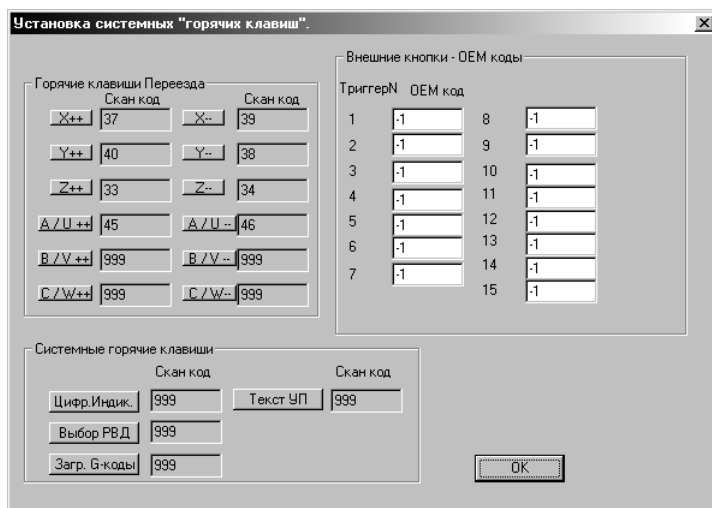 Установка системных "горячих клавиш".
Горячие клавиши Переезда
Скан код Скан код
X++ 37 X-- 39
Y++ 40 Y-- 38
Z++ 33 Z-- 34
A / U ++ 45 A / U -- 46
B / V ++ 999 B / V -- 999
C / W++ 999 C / W-- 999
Внешние кнопки - OEM коды
ТриггерN OEM код
1 -1 8 -1
2 -1 9 -1
3 -1 10 -1
4 -1 11 -1
5 -1 12 -1
6 -1 13 -1
7 -1 14 -1
15 -1
Системные горячие клавиши
Скан код Скан код
Цифр.Индик. 999 Текст УП 999
Выбор РВД 999
Загр. G-коды 999
OK